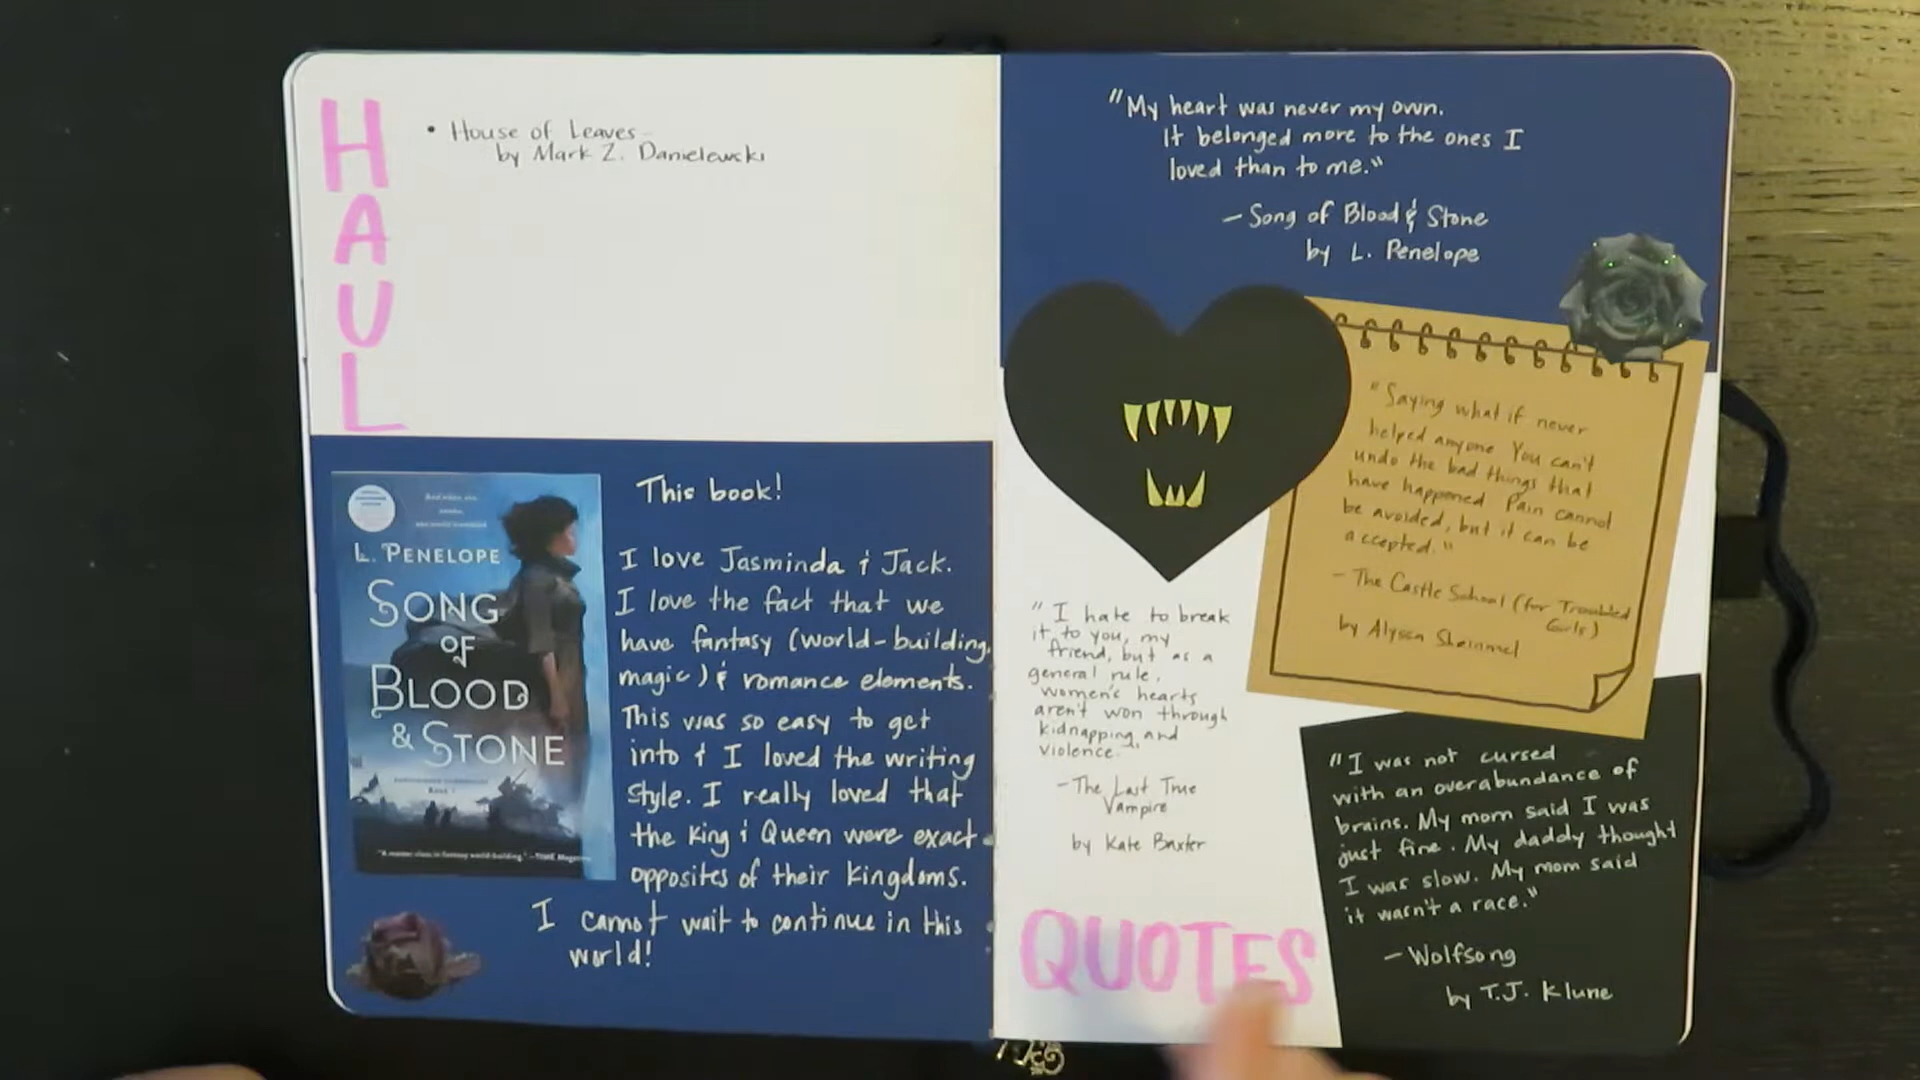 HAUL
• House of Leaves
by Mark Z. Danielewski
L. PENELOPE
SONG
OF
BLOOD
& STONE
"A master class in fantasy world-building." —TIME Magazine
This book!
I love Jasminda & Jack.
I love the fact that we
have fantasy (world-building,
magic) & romance elements.
This was so easy to get
into & I loved the writing
style. I really loved that
the King & Queen were exact
opposites of their kingdoms.
I cannot wait to continue in this
world!
"My heart was never my own.
It belonged more to the ones I
loved than to me."
— Song of Blood & Stone
by L. Penelope
"Saying what if never
helped anyone You can't
undo the bad things that
have happened Pain cannot
be avoided, but it can be
accepted."
- The Castle School (for Troubled
Girls)
by Alyssa Sheinmel
"I hate to break
it to you, my
friend, but as a
general rule,
women's hearts
aren't won through
kidnapping and
violence."
- The Last True
Vampire
by Kate Baxter
QUOTES
"I was not cursed
with an overabundance of
brains. My mom said I was
just fine. My daddy thought
I was slow. My mom said
it wasn't a race."
- Wolfsong
by T.J. Klune